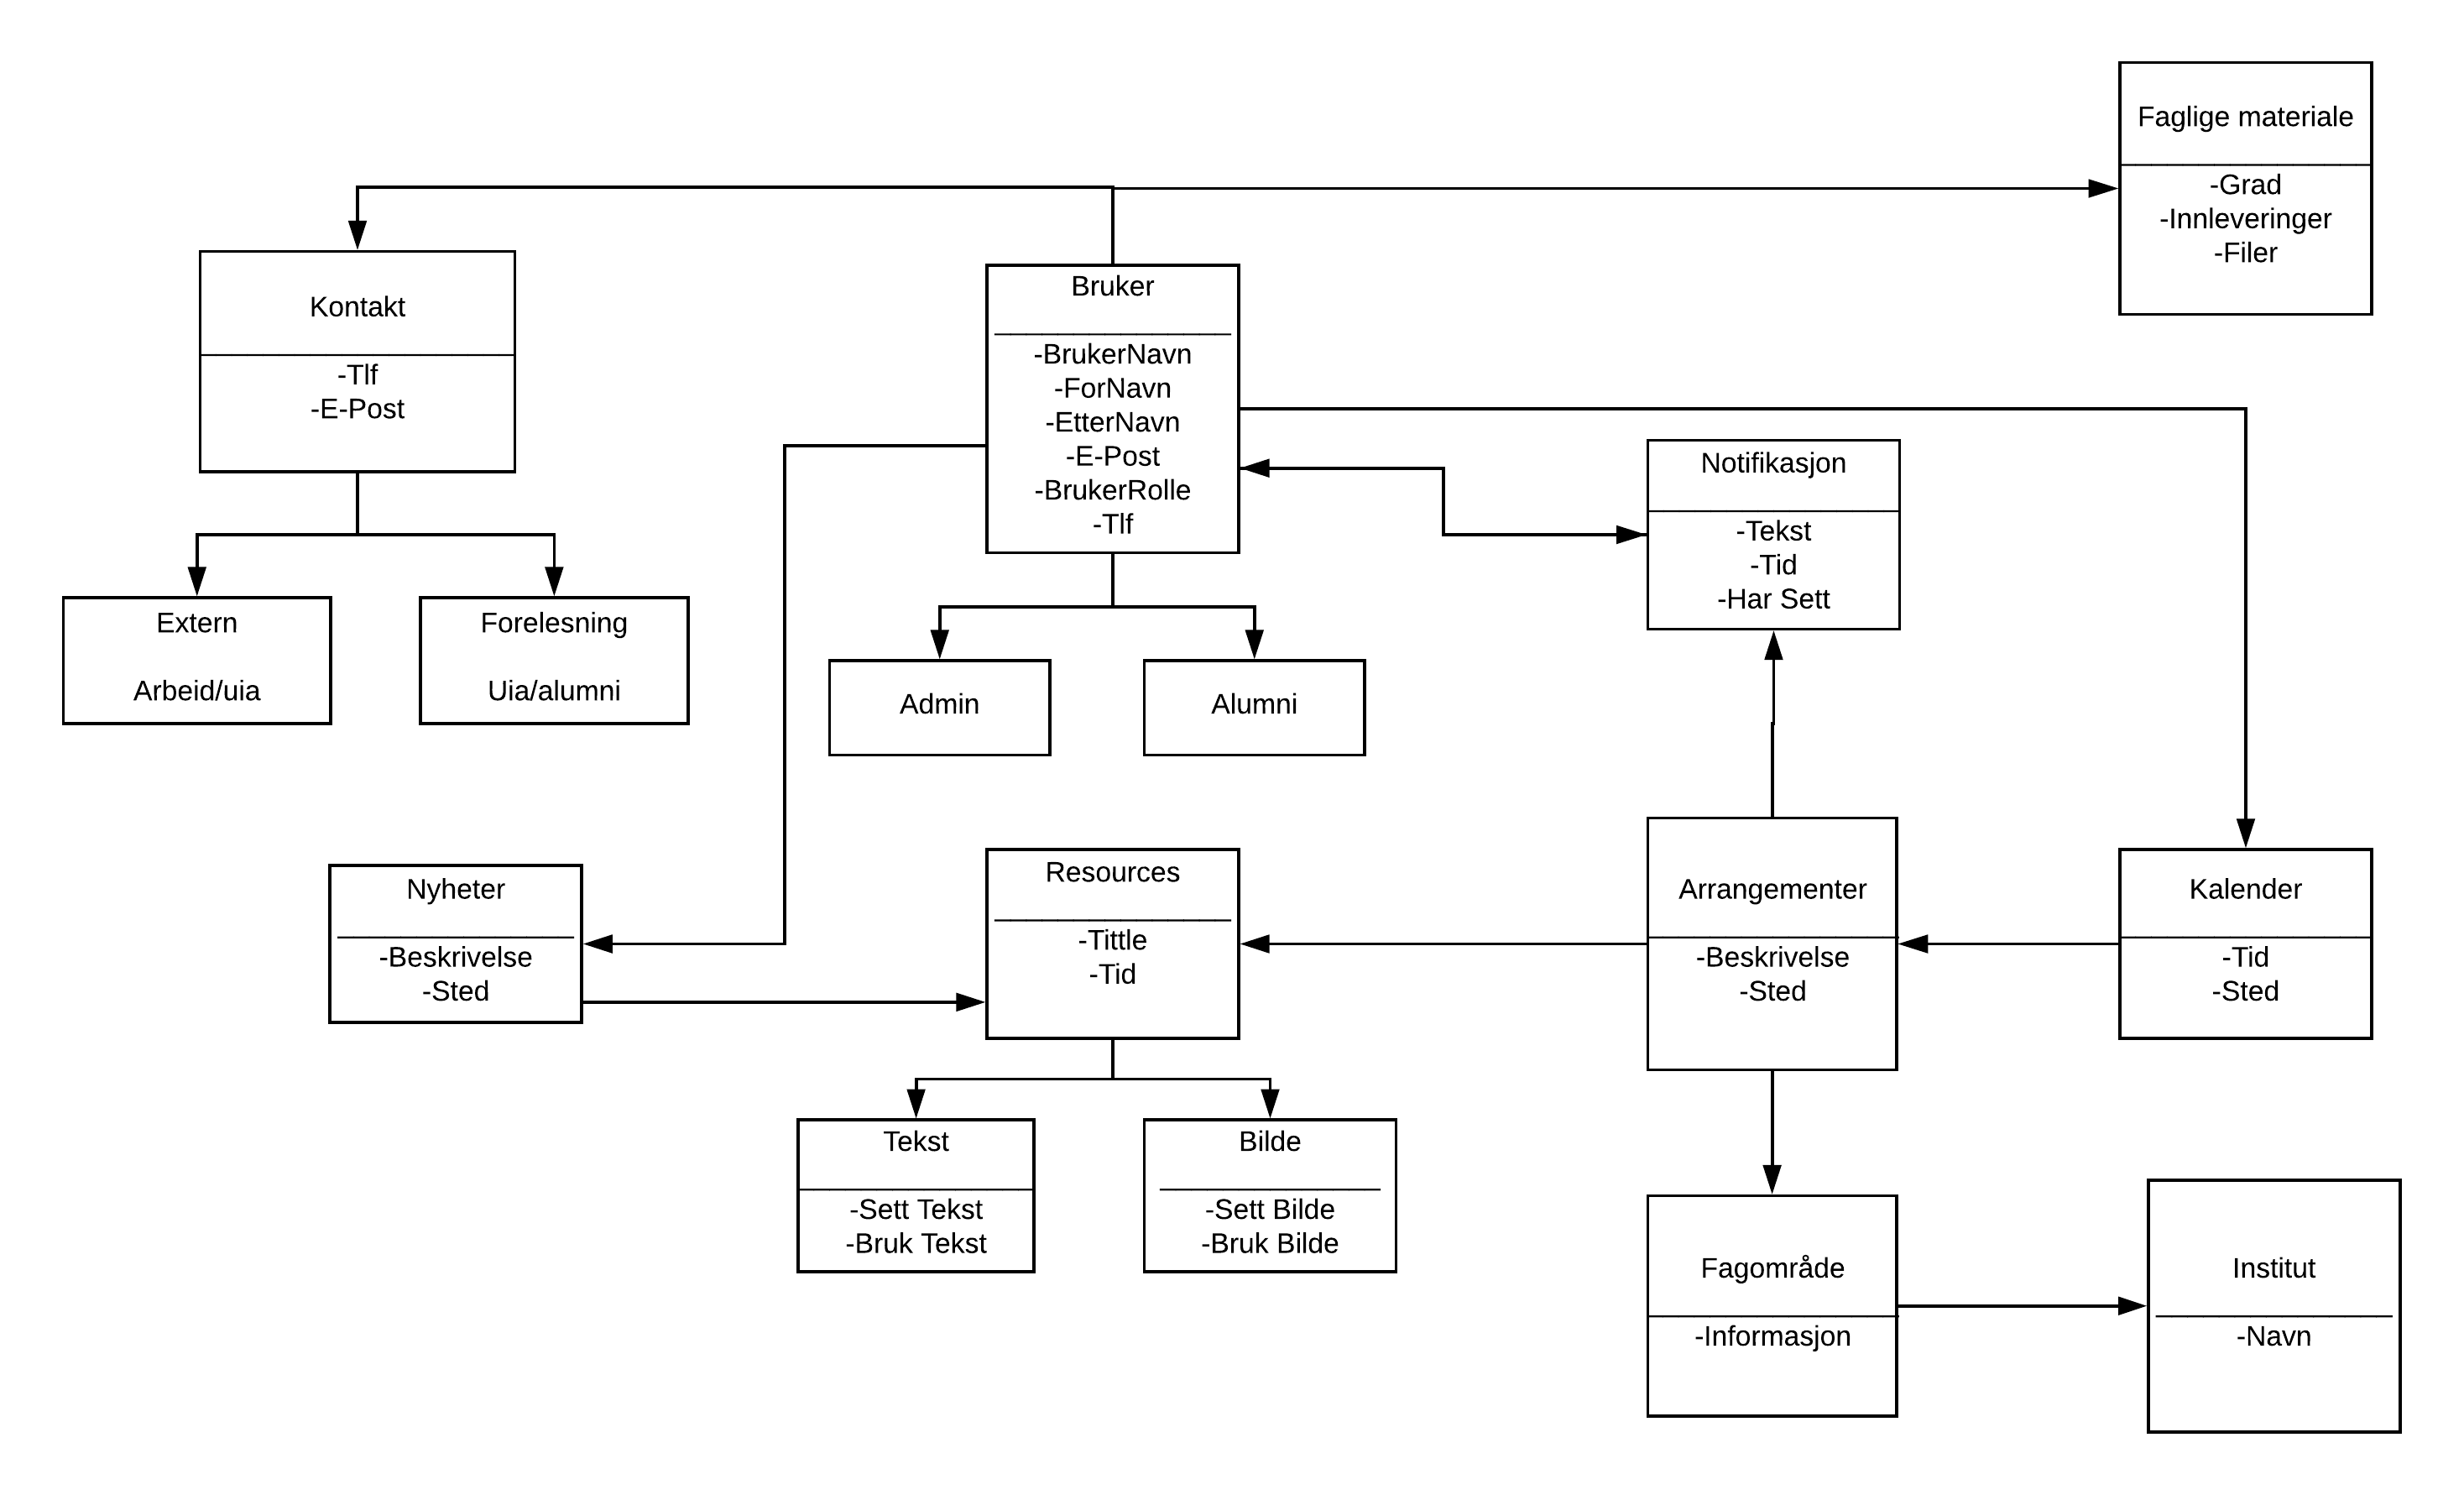 Faglige materiale
-Grad
-Innleveringer
-Filer
Kontakt
-Tlf
-E-Post
Bruker
-BrukerNavn
-ForNavn
-EtterNavn
-E-Post
-BrukerRolle
-Tlf
Notifikasjon
-Tekst
-Tid
-Har Sett
Extern
Arbeid/uia
Forelesning
Uia/alumni
Admin
Alumni
Nyheter
-Beskrivelse
-Sted
Resources
-Tittle
-Tid
Arrangementer
-Beskrivelse
-Sted
Kalender
-Tid
-Sted
Tekst
-Sett Tekst
-Bruk Tekst
Bilde
-Sett Bilde
-Bruk Bilde
Fagområde
-Informasjon
Institut
-Navn